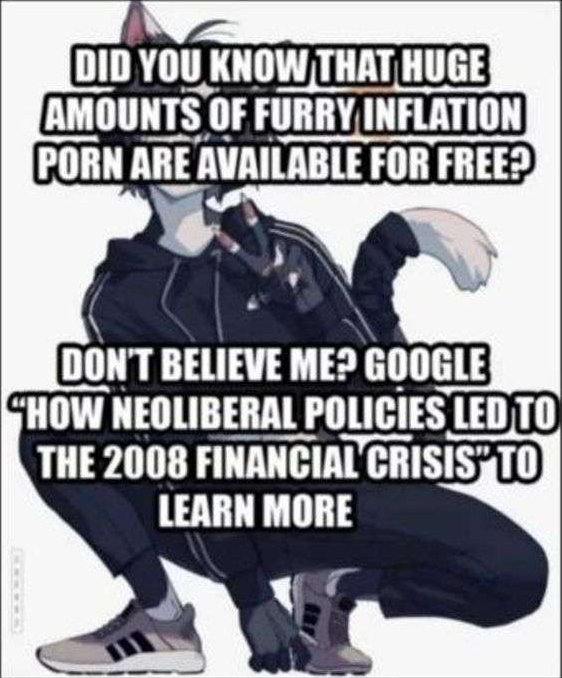 DID YOU KNOW THAT HUGE
AMOUNTS OF FURRY INFLATION
PORN ARE AVAILABLE FOR FREE?
DON'T BELIEVE ME? GOOGLE
"HOW NEOLIBERAL POLICIES LED TO
THE 2008 FINANCIAL CRISIS" TO
LEARN MORE